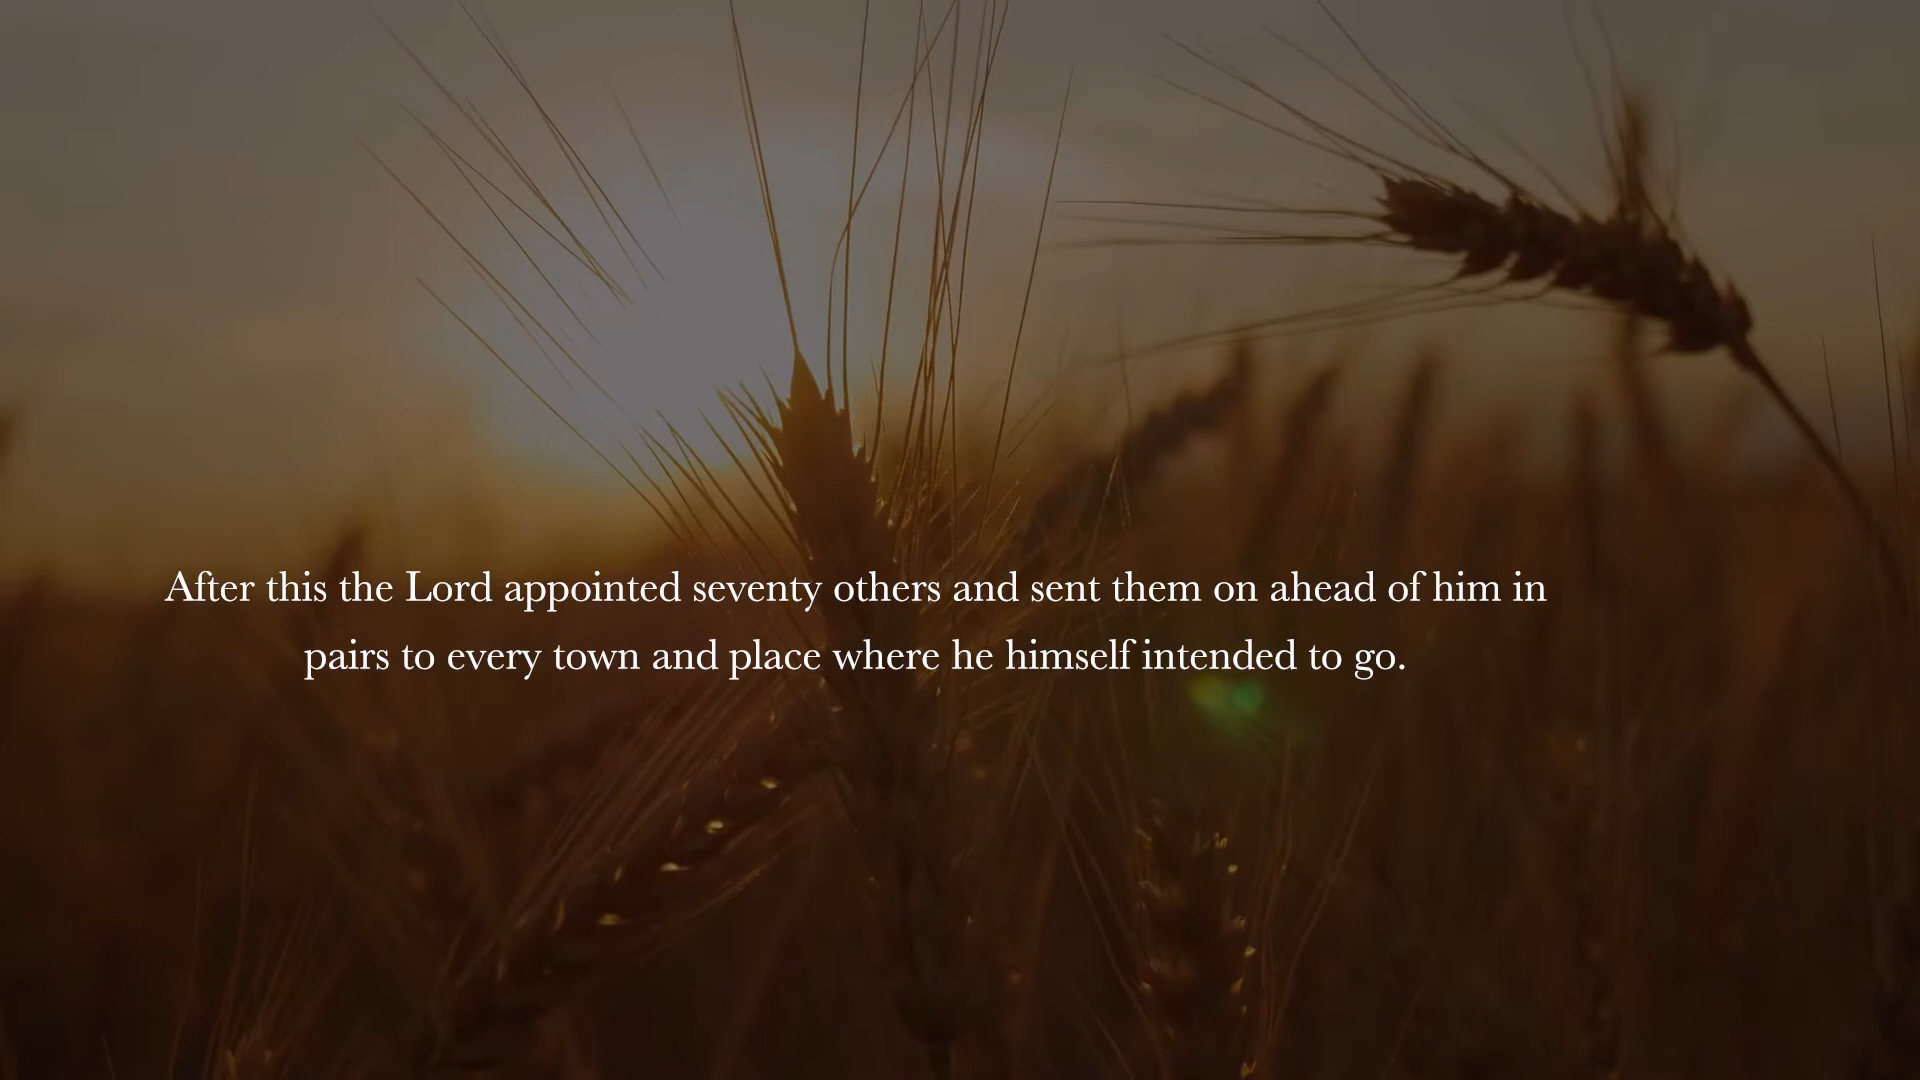 After this the Lord appointed seventy others and sent them on ahead of him in
pairs to every town and place where he himself intended to go.